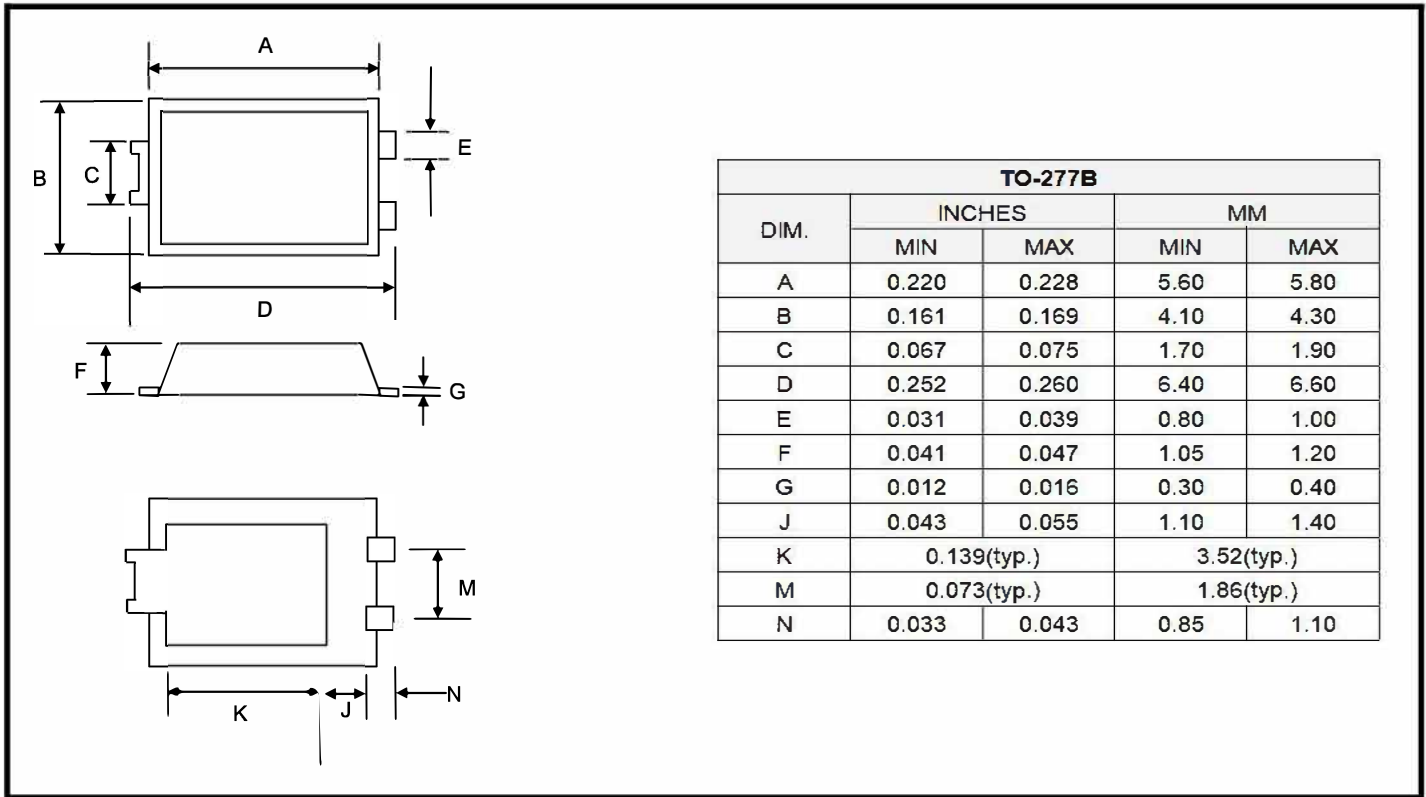 A
B
C
E
D
F
G
M
K
J
N
TO-277B
DIM.
INCHES
MM
MIN MAX MIN MAX
A 0.220 0.228 5.60 5.80
B 0.161 0.169 4.10 4.30
C 0.067 0.075 1.70 1.90
D 0.252 0.260 6.40 6.60
E 0.031 0.039 0.80 1.00
F 0.041 0.047 1.05 1.20
G 0.012 0.016 0.30 0.40
J 0.043 0.055 1.10 1.40
K 0.139(typ.) 3.52(typ.)
M 0.073(typ.) 1.86(typ.)
N 0.033 0.043 0.85 1.10